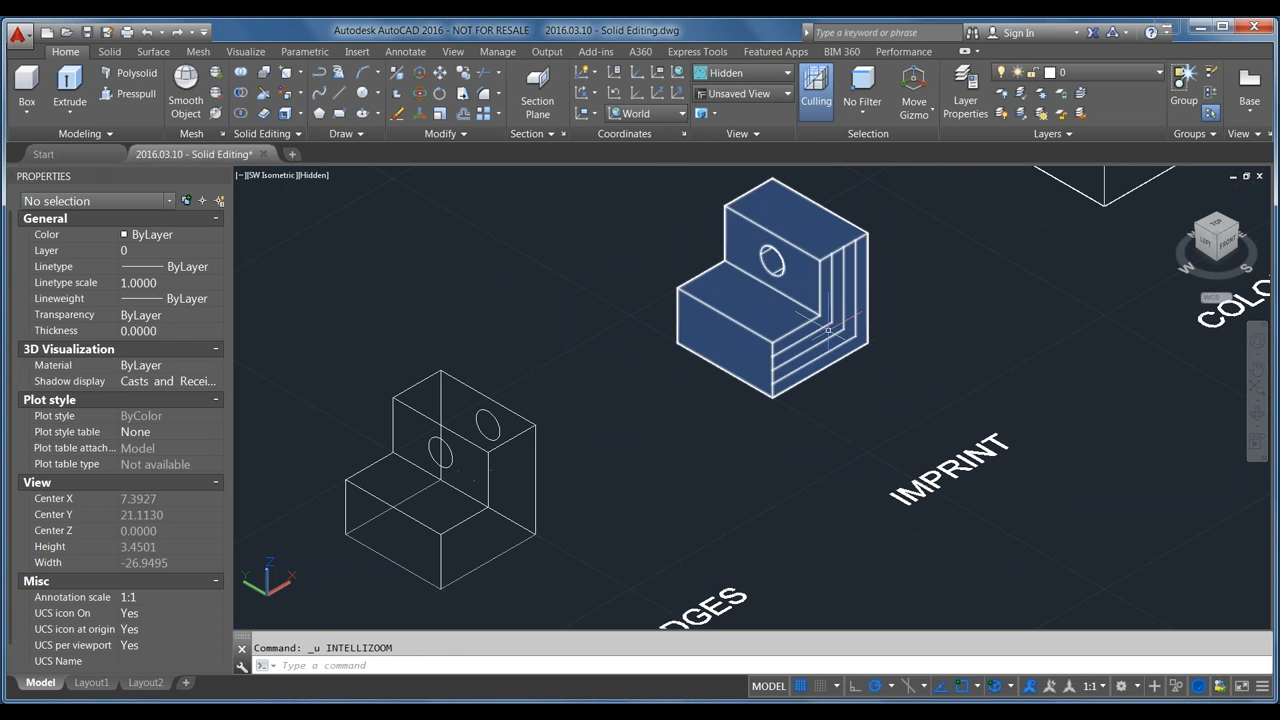 Autodesk AutoCAD 2016 - NOT FOR RESALE 2016.03.10 - Solid Editing.dwg
Type a keyword or phrase
Sign In
Home Solid Surface Mesh Visualize Parametric Insert Annotate View Manage Output Add-ins A360 Express Tools Featured Apps BIM 360 Performance
Box
Extrude
Polysolid
Presspull
Smooth Object
Section Plane
World
Hidden
Unsaved View
Culling
No Filter
Move Gizmo
Layer Properties
0
Group
Base
Modeling Mesh Solid Editing Draw Modify Section Coordinates View Selection Layers Groups View
Start 2016.03.10 - Solid Editing*
PROPERTIES
No selection
General
Color ByLayer
Layer 0
Linetype ByLayer
Linetype scale 1.0000
Lineweight ByLayer
Transparency ByLayer
Thickness 0.0000
3D Visualization
Material ByLayer
Shadow display Casts and Recei...
Plot style
Plot style ByColor
Plot style table None
Plot table attach... Model
Plot table type Not available
View
Center X 7.3927
Center Y 21.1130
Center Z 0.0000
Height 3.4501
Width -26.9495
Misc
Annotation scale 1:1
UCS icon On Yes
UCS icon at origin Yes
UCS per viewport Yes
UCS Name
[−][SW Isometric][Hidden]
TOP
LEFT
FRONT
W
S
WCS
COLO
IMPRINT
DGES
Z
Y
X
Command: _u INTELLIZOOM
Type a command
Model Layout1 Layout2
MODEL
1:1